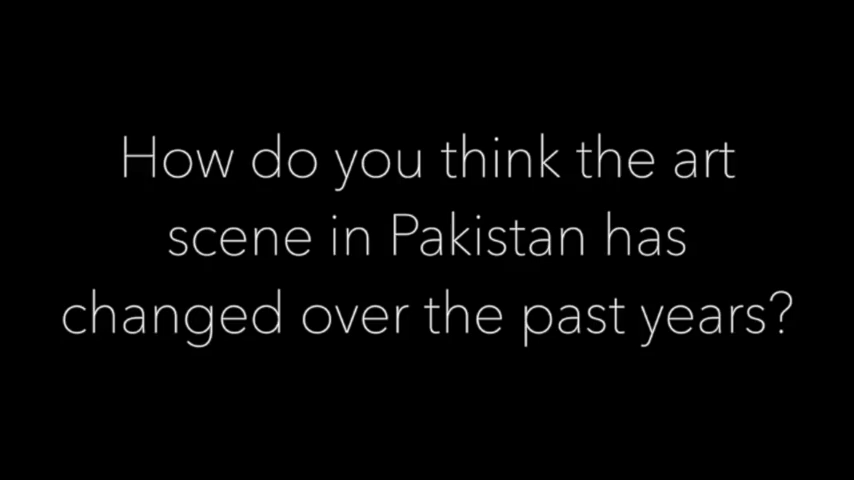 How do you think the art
scene in Pakistan has
changed over the past years?